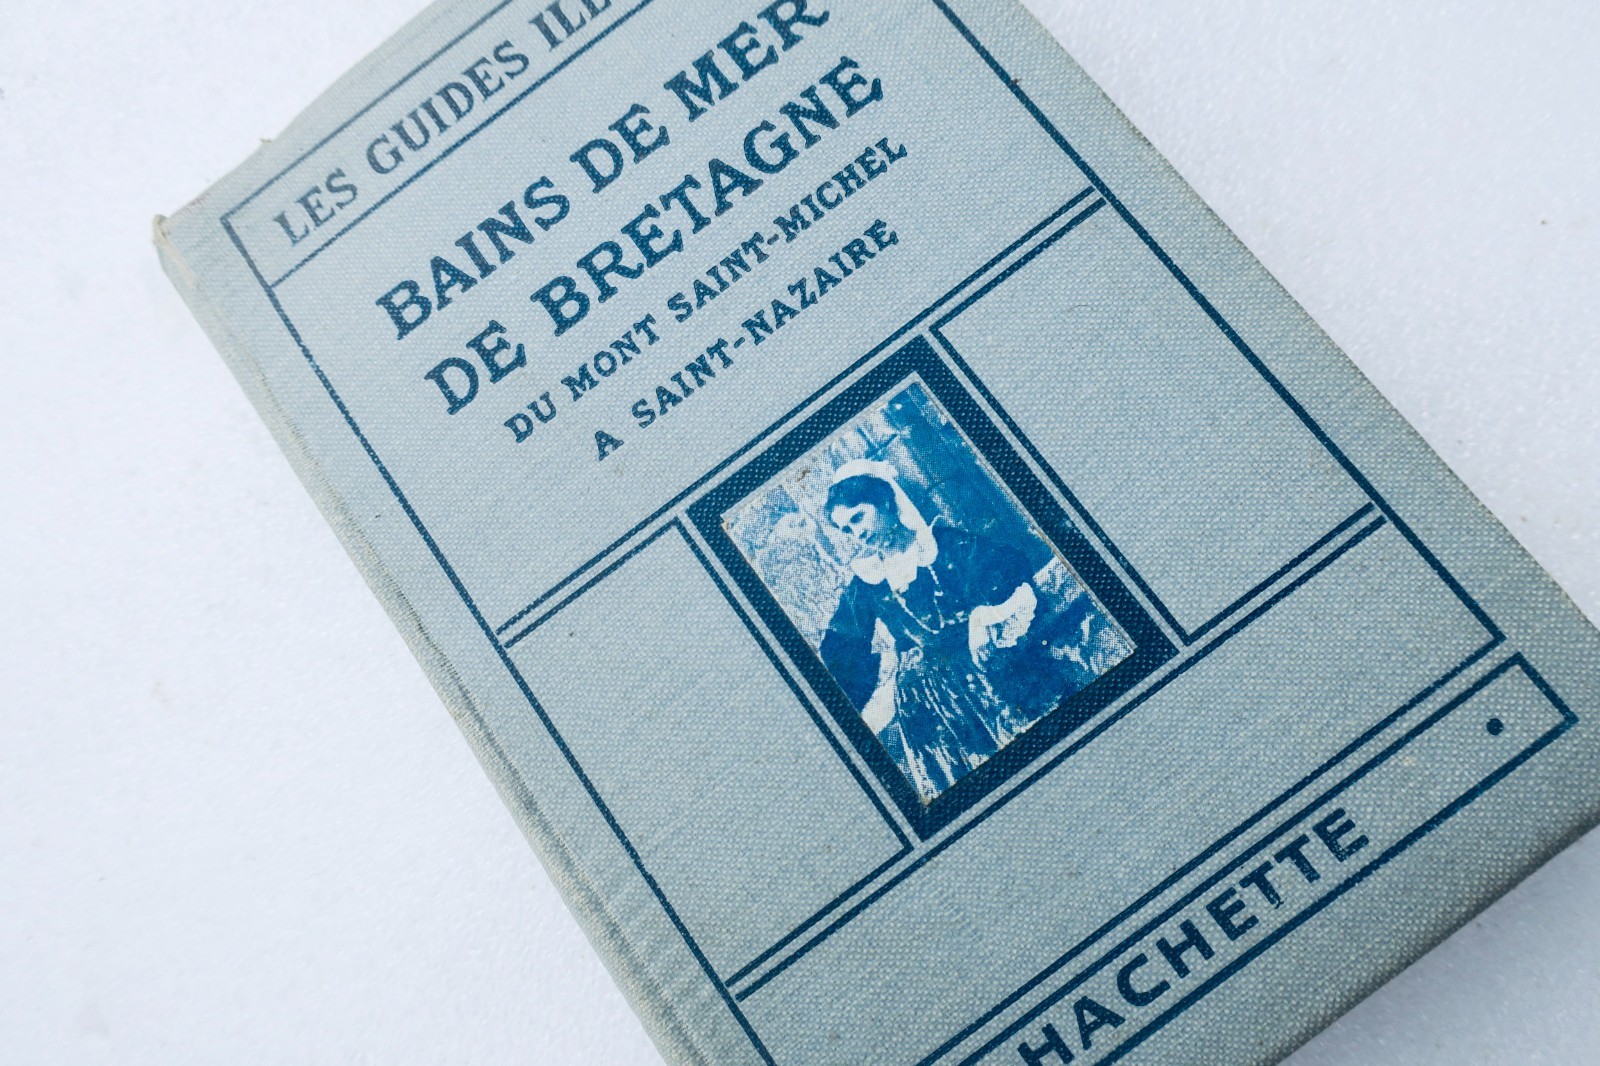 LES GUIDES ILL
BAINS DE MER
DE BRETAGNE
DU MONT SAINT-MICHEL
A SAINT-NAZAIRE
HACHETTE